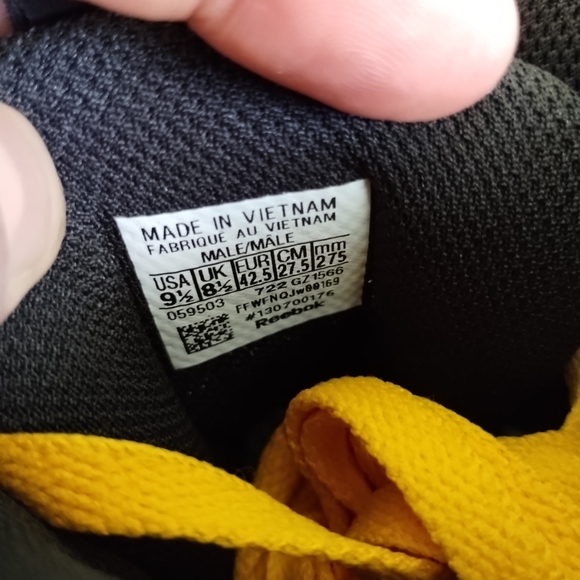 MADE IN VIETNAM
FABRIQUÉ AU VIETNAM
MALE/MÂLE
USA UK EUR CM mm
9½ 8½ 42.5 27.5 275
722 GZ1566
059503 FFWFNQJw00169
#130700176
Reebok